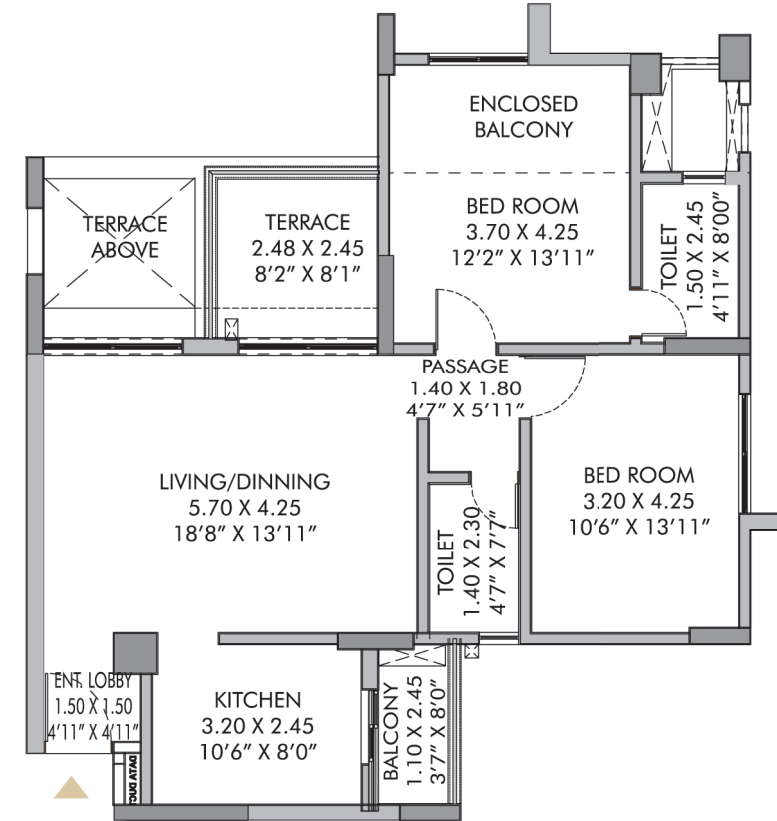 ENCLOSED
BALCONY
TERRACE
ABOVE
TERRACE
2.48 X 2.45
8'2" X 8'1"
BED ROOM
3.70 X 4.25
12'2" X 13'11"
TOILET
1.50 X 2.45
4'11" X 8'00"
PASSAGE
1.40 X 1.80
4'7" X 5'11"
LIVING/DINNING
5.70 X 4.25
18'8" X 13'11"
TOILET
1.40 X 2.30
4'7" X 7'7"
BED ROOM
3.20 X 4.25
10'6" X 13'11"
ENT. LOBBY
1.50 X 1.50
4'11" X 4'11"
KITCHEN
3.20 X 2.45
10'6" X 8'0"
BALCONY
1.10 X 2.45
3'7" X 8'0"
DATA DUCT